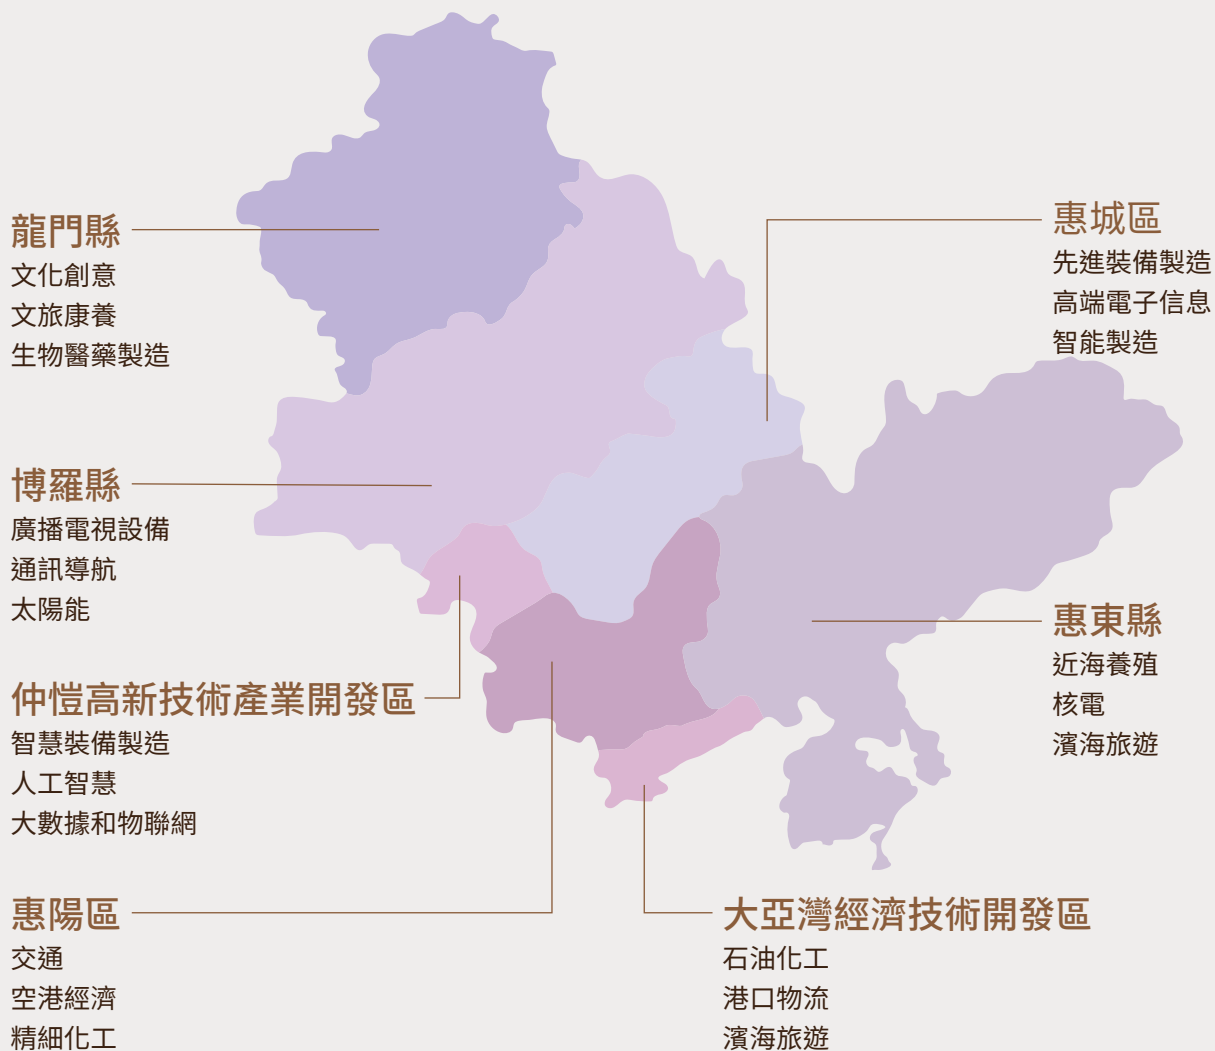 龍門縣
文化創意
文旅康養
生物醫藥製造
惠城區
先進裝備製造
高端電子信息
智能製造
博羅縣
廣播電視設備
通訊導航
太陽能
惠東縣
近海養殖
核電
濱海旅遊
仲愷高新技術產業開發區
智慧裝備製造
人工智慧
大數據和物聯網
惠陽區
交通
空港經濟
精細化工
大亞灣經濟技術開發區
石油化工
港口物流
濱海旅遊